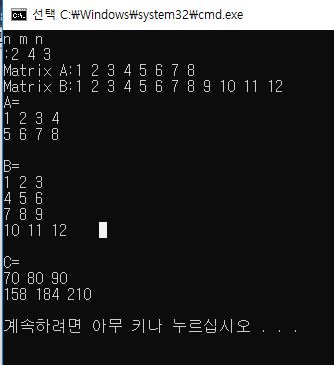 선택 C:₩Windows₩system32₩cmd.exe
n m n
:2 4 3
Matrix A:1 2 3 4 5 6 7 8
Matrix B:1 2 3 4 5 6 7 8 9 10 11 12
A=
1 2 3 4
5 6 7 8
B=
1 2 3
4 5 6
7 8 9
10 11 12
C=
70 80 90
158 184 210
계속하려면 아무 키나 누르십시오 . . .